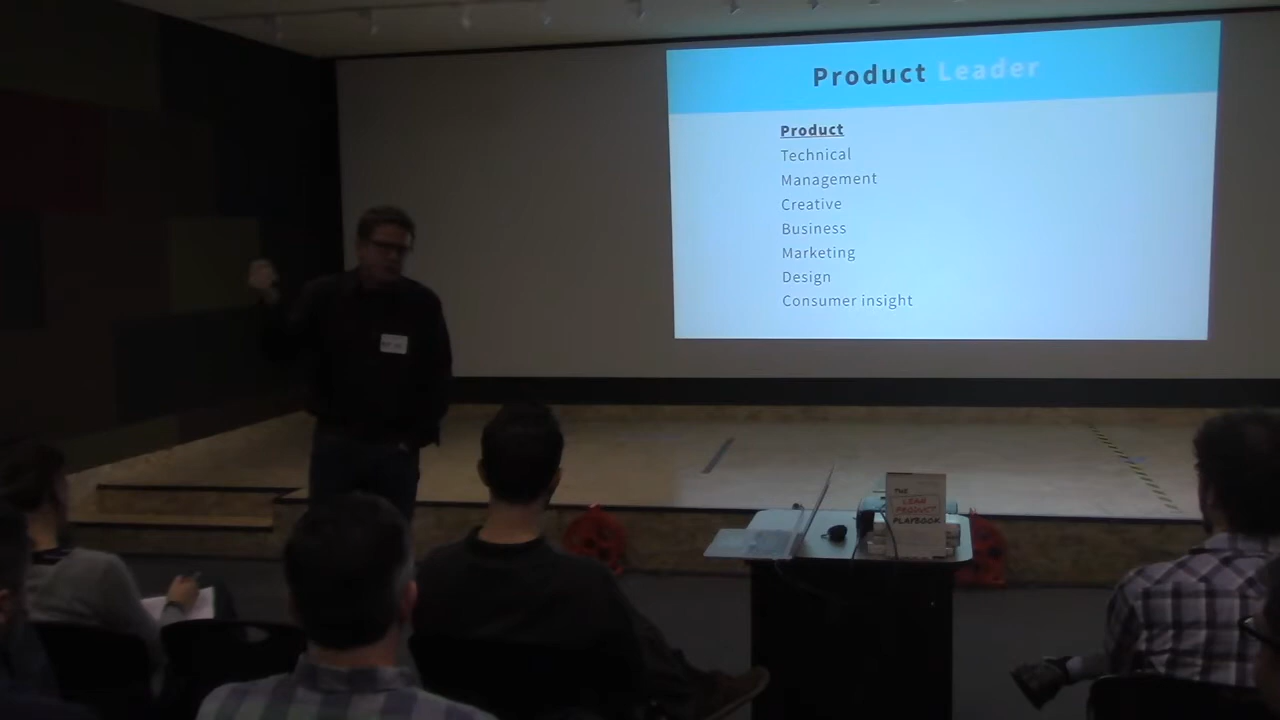 Product Leader
Product
Technical
Management
Creative
Business
Marketing
Design
Consumer insight
THE
LEAN
PRODUCT
PLAYBOOK